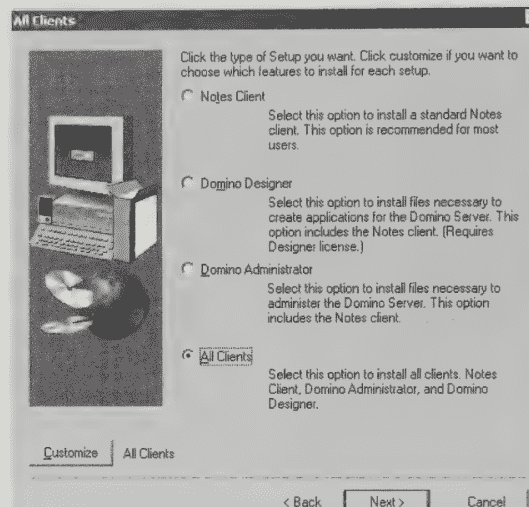 All Clients
Click the type of Setup you want. Click customize if you want to
choose which features to install for each setup.
Notes Client
Select this option to install a standard Notes
client. This option is recommended for most
users.
Domino Designer
Select this option to install files necessary to
create applications for the Domino Server. This
option includes the Notes client. (Requires
Designer license.)
Domino Administrator
Select this option to install files necessary to
administer the Domino Server. This option
includes the Notes client.
All Clients
Select this option to install all clients. Notes
Client, Domino Administrator, and Domino
Designer.
Customize All Clients
< Back Next > Cancel